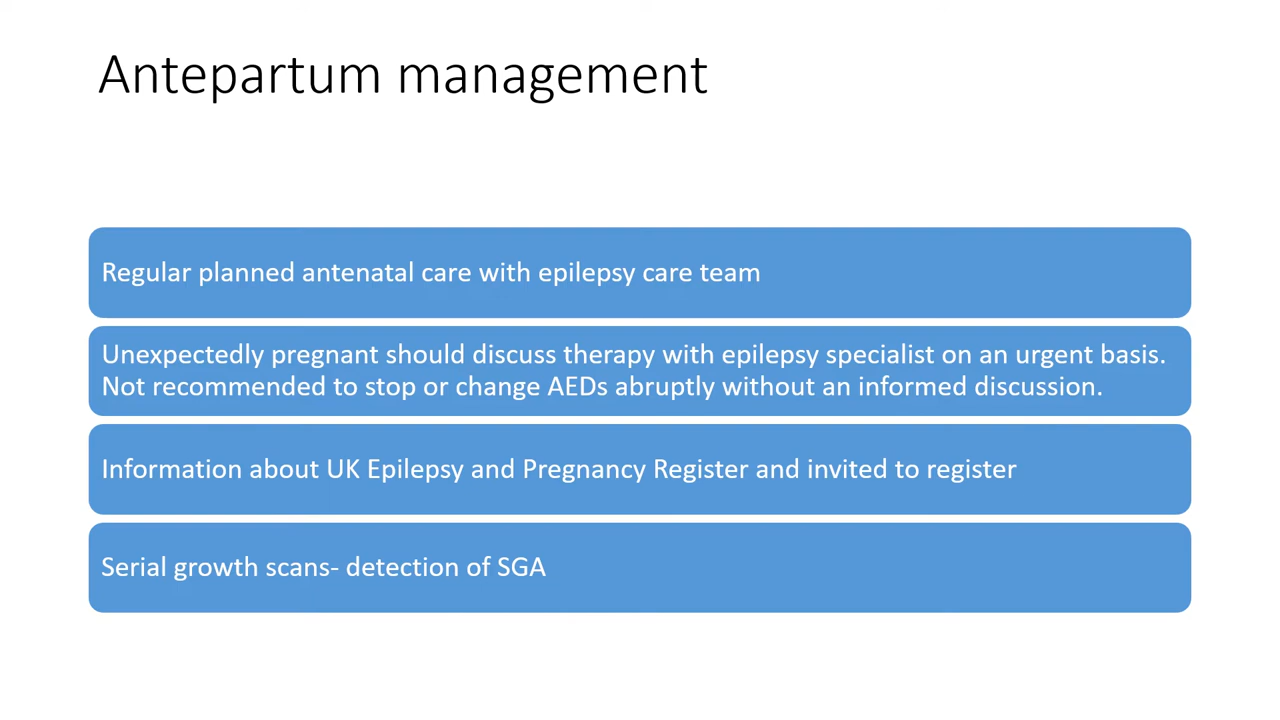 Antepartum management
Regular planned antenatal care with epilepsy care team
Unexpectedly pregnant should discuss therapy with epilepsy specialist on an urgent basis.
Not recommended to stop or change AEDs abruptly without an informed discussion.
Information about UK Epilepsy and Pregnancy Register and invited to register
Serial growth scans- detection of SGA